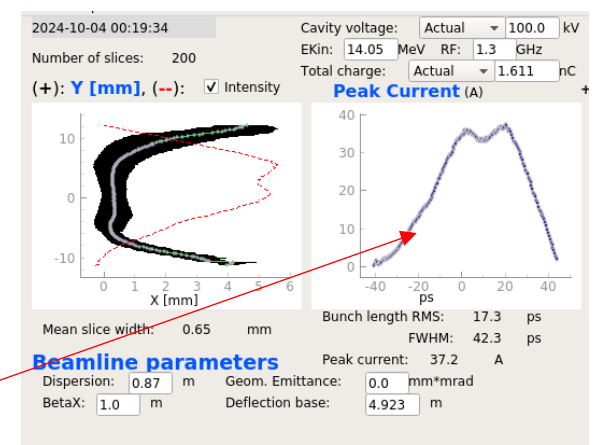 2024-10-04 00:19:34
Cavity voltage: Actual 100.0 kV
Number of slices: 200
EKin: 14.05 MeV RF: 1.3 GHz
Total charge: Actual 1.611 nC
(+): Y [mm], (--): ✓ Intensity
Peak Current (A) +
10
0
-10
0 1 2 3 4 5 6
X [mm]
40
30
20
10
0
-40 -20 0 20 40
ps
Mean slice width: 0.65 mm
Bunch length RMS: 17.3 ps
FWHM: 42.3 ps
Peak current: 37.2 A
Beamline parameters
Dispersion: 0.87 m Geom. Emittance: 0.0 mm*mrad
BetaX: 1.0 m Deflection base: 4.923 m